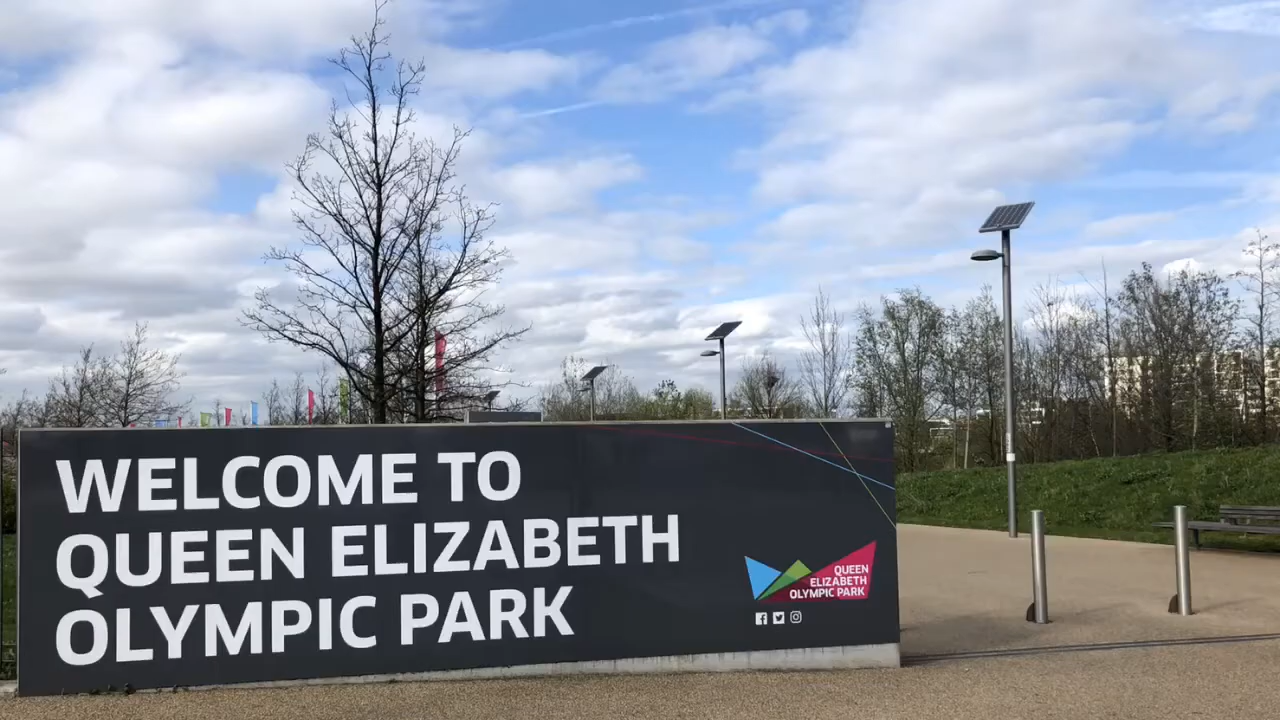 WELCOME TO
QUEEN ELIZABETH
OLYMPIC PARK
QUEEN
ELIZABETH
OLYMPIC PARK